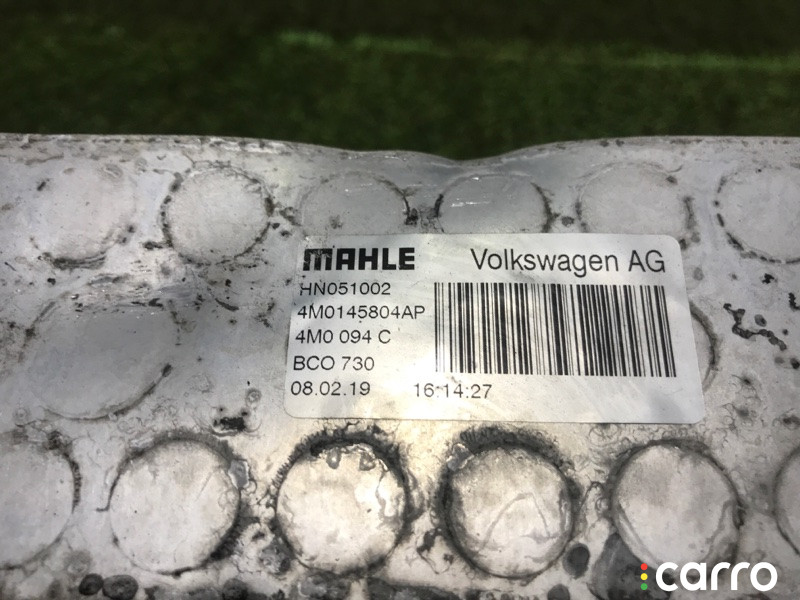 MAHLE Volkswagen AG
HN051002
4M0145804AP
4M0 094 C
BCO 730
08.02.19 16:14:27
carro